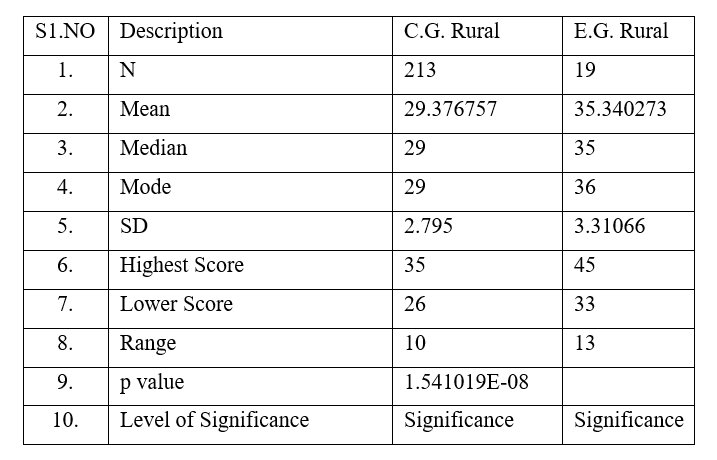 S1.NO Description C.G. Rural E.G. Rural
1. N 213 19
2. Mean 29.376757 35.340273
3. Median 29 35
4. Mode 29 36
5. SD 2.795 3.31066
6. Highest Score 35 45
7. Lower Score 26 33
8. Range 10 13
9. p value 1.541019E-08
10. Level of Significance Significance Significance